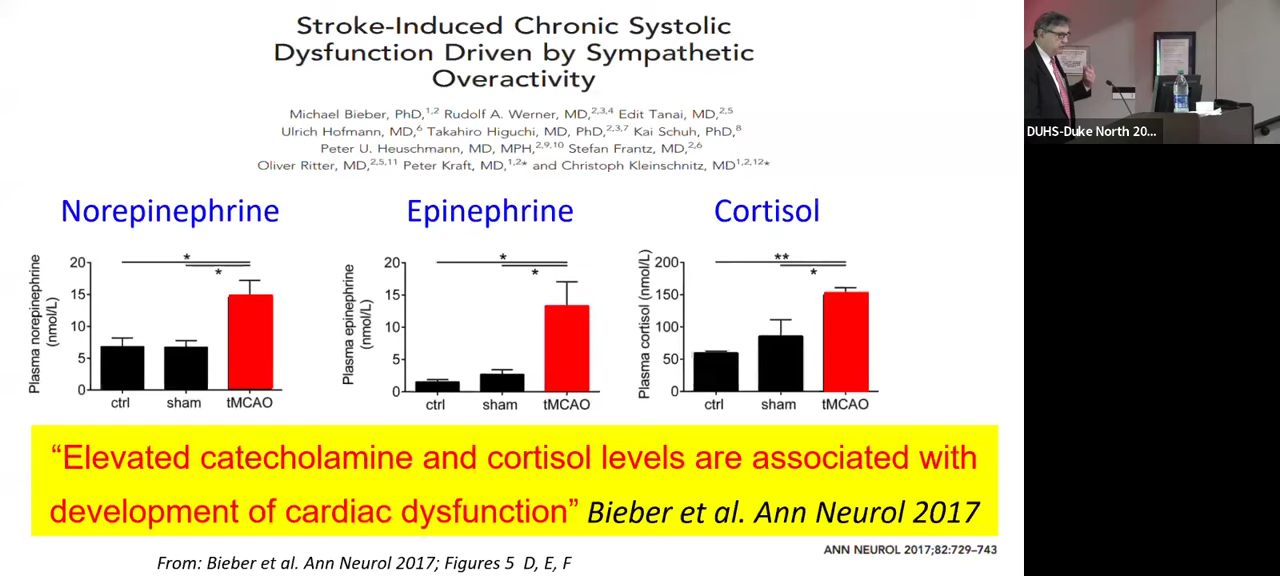 Stroke-Induced Chronic Systolic
Dysfunction Driven by Sympathetic
Overactivity
Michael Bieber, PhD,1,2 Rudolf A. Werner, MD,2,3,4 Edit Tanai, MD,2,5
Ulrich Hofmann, MD,6 Takahiro Higuchi, MD, PhD,2,3,7 Kai Schuh, PhD,8
Peter U. Heuschmann, MD, MPH,2,9,10 Stefan Frantz, MD,2,6
Oliver Ritter, MD,2,5,11 Peter Kraft, MD,1,2* and Christoph Kleinschnitz, MD1,2,12*
DUHS-Duke North 20...
Norepinephrine
Epinephrine
Cortisol
Plasma norepinephrine
(nmol/L)
20
15
10
5
0
*
*
ctrl
sham
tMCAO
Plasma epinephrine
(nmol/L)
20
15
10
5
0
*
*
ctrl
sham
tMCAO
Plasma cortisol (nmol/L)
200
150
100
50
0
**
*
ctrl
sham
tMCAO
“Elevated catecholamine and cortisol levels are associated with
development of cardiac dysfunction” Bieber et al. Ann Neurol 2017
ANN NEUROL 2017;82:729–743
From: Bieber et al. Ann Neurol 2017; Figures 5 D, E, F